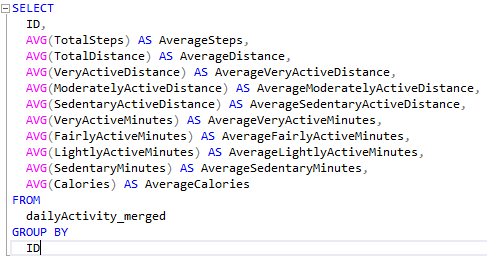 SELECT
ID,
AVG(TotalSteps) AS AverageSteps,
AVG(TotalDistance) AS AverageDistance,
AVG(VeryActiveDistance) AS AverageVeryActiveDistance,
AVG(ModeratelyActiveDistance) AS AverageModeratelyActiveDistance,
AVG(SedentaryActiveDistance) AS AverageSedentaryActiveDistance,
AVG(VeryActiveMinutes) AS AverageVeryActiveMinutes,
AVG(FairlyActiveMinutes) AS AverageFairlyActiveMinutes,
AVG(LightlyActiveMinutes) AS AverageLightlyActiveMinutes,
AVG(SedentaryMinutes) AS AverageSedentaryMinutes,
AVG(Calories) AS AverageCalories
FROM
dailyActivity_merged
GROUP BY
ID